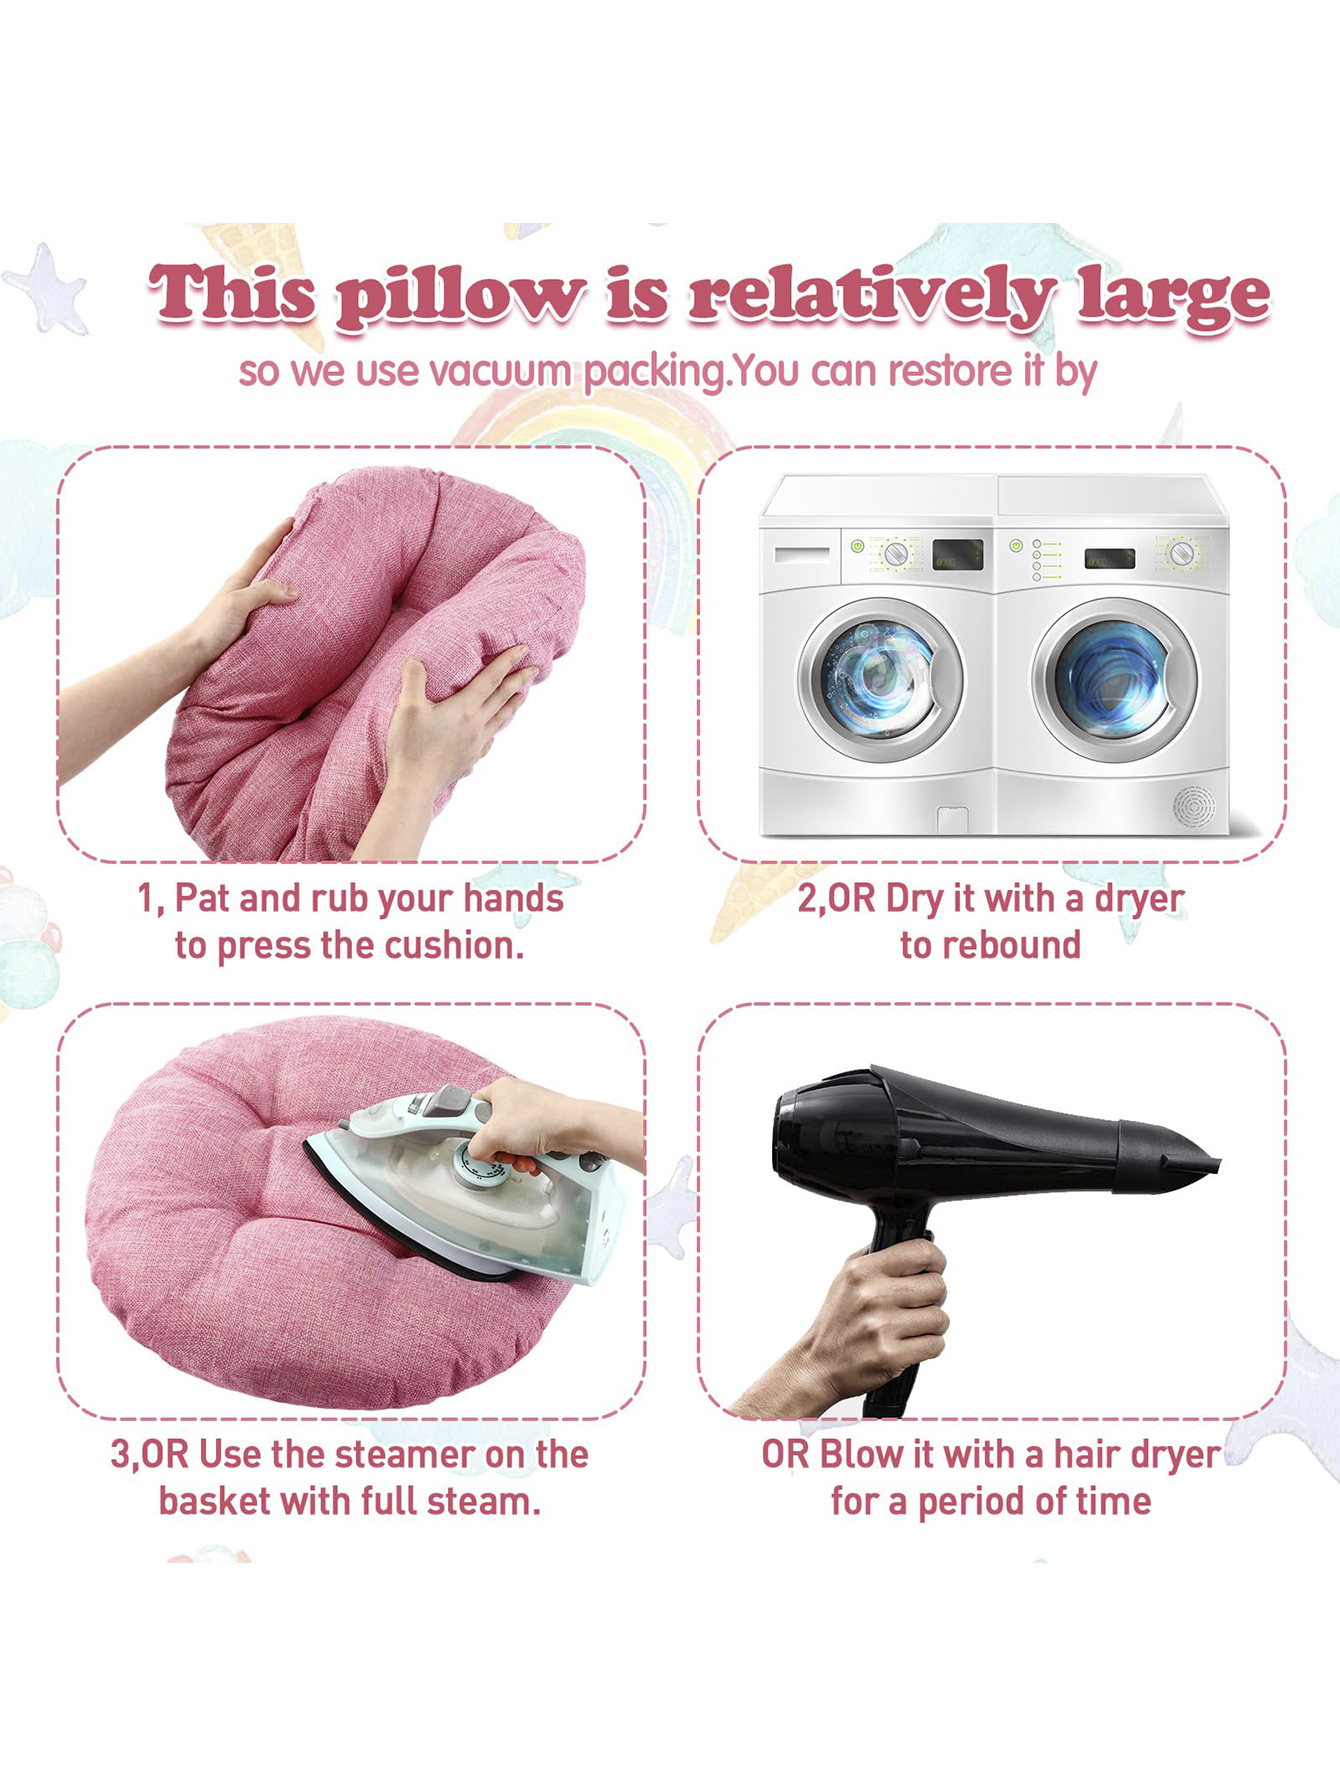 This pillow is relatively large
so we use vacuum packing.You can restore it by
1, Pat and rub your hands
to press the cushion.
2,OR Dry it with a dryer
to rebound
3,OR Use the steamer on the
basket with full steam.
OR Blow it with a hair dryer
for a period of time